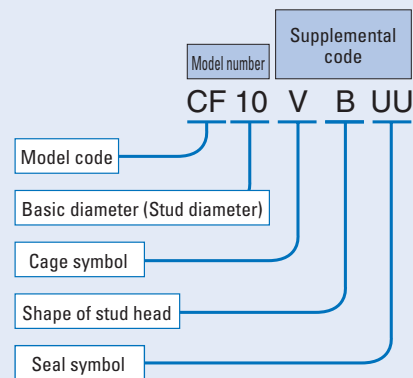 Supplemental
code
Model number
CF 10 V B UU
Model code
Basic diameter (Stud diameter)
Cage symbol
Shape of stud head
Seal symbol